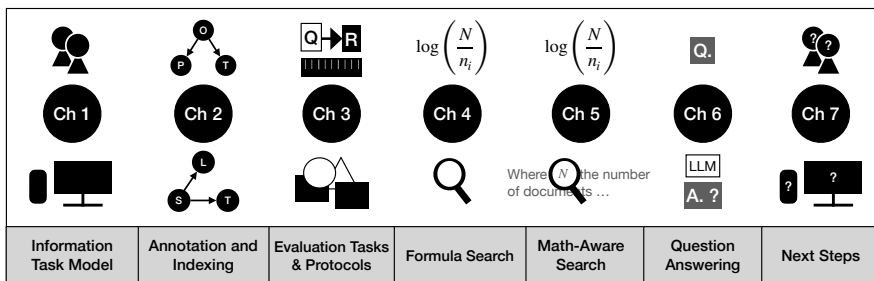 O
P T
Q R
log(N/n_i)
log(N/n_i)
Q.
? ?
Ch 1
Ch 2
Ch 3
Ch 4
Ch 5
Ch 6
Ch 7
L
S T
Where N the number
of documents ...
LLM
A. ?
? ?
Information
Task Model
Annotation and
Indexing
Evaluation Tasks
& Protocols
Formula Search
Math-Aware
Search
Question
Answering
Next Steps